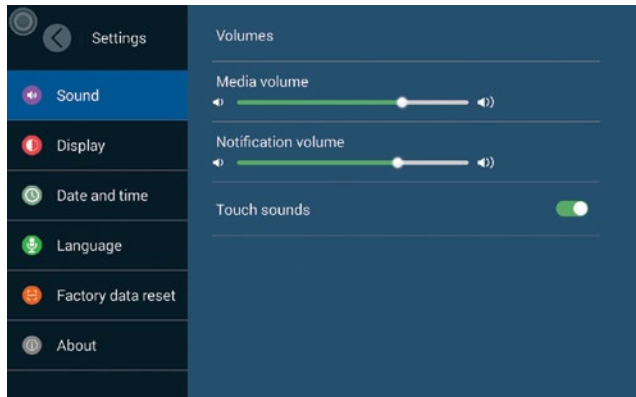 Settings
Sound
Display
Date and time
Language
Factory data reset
About
Volumes
Media volume
Notification volume
Touch sounds